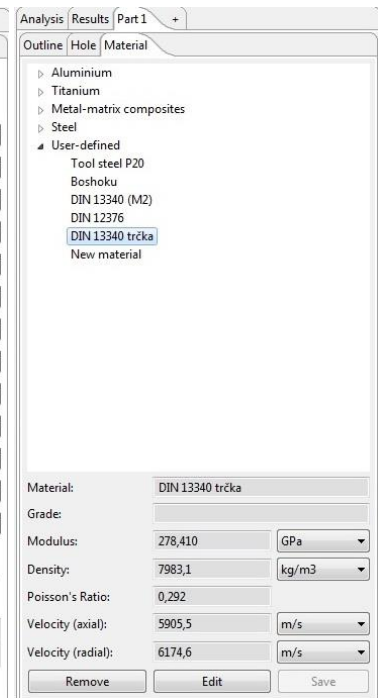 Analysis Results Part 1 +
Outline Hole Material
Aluminium
Titanium
Metal-matrix composites
Steel
User-defined
Tool steel P20
Boshoku
DIN 13340 (M2)
DIN 12376
DIN 13340 trčka
New material
Material: DIN 13340 trčka
Grade:
Modulus: 278,410 GPa
Density: 7983,1 kg/m3
Poisson's Ratio: 0,292
Velocity (axial): 5905,5 m/s
Velocity (radial): 6174,6 m/s
Remove Edit Save